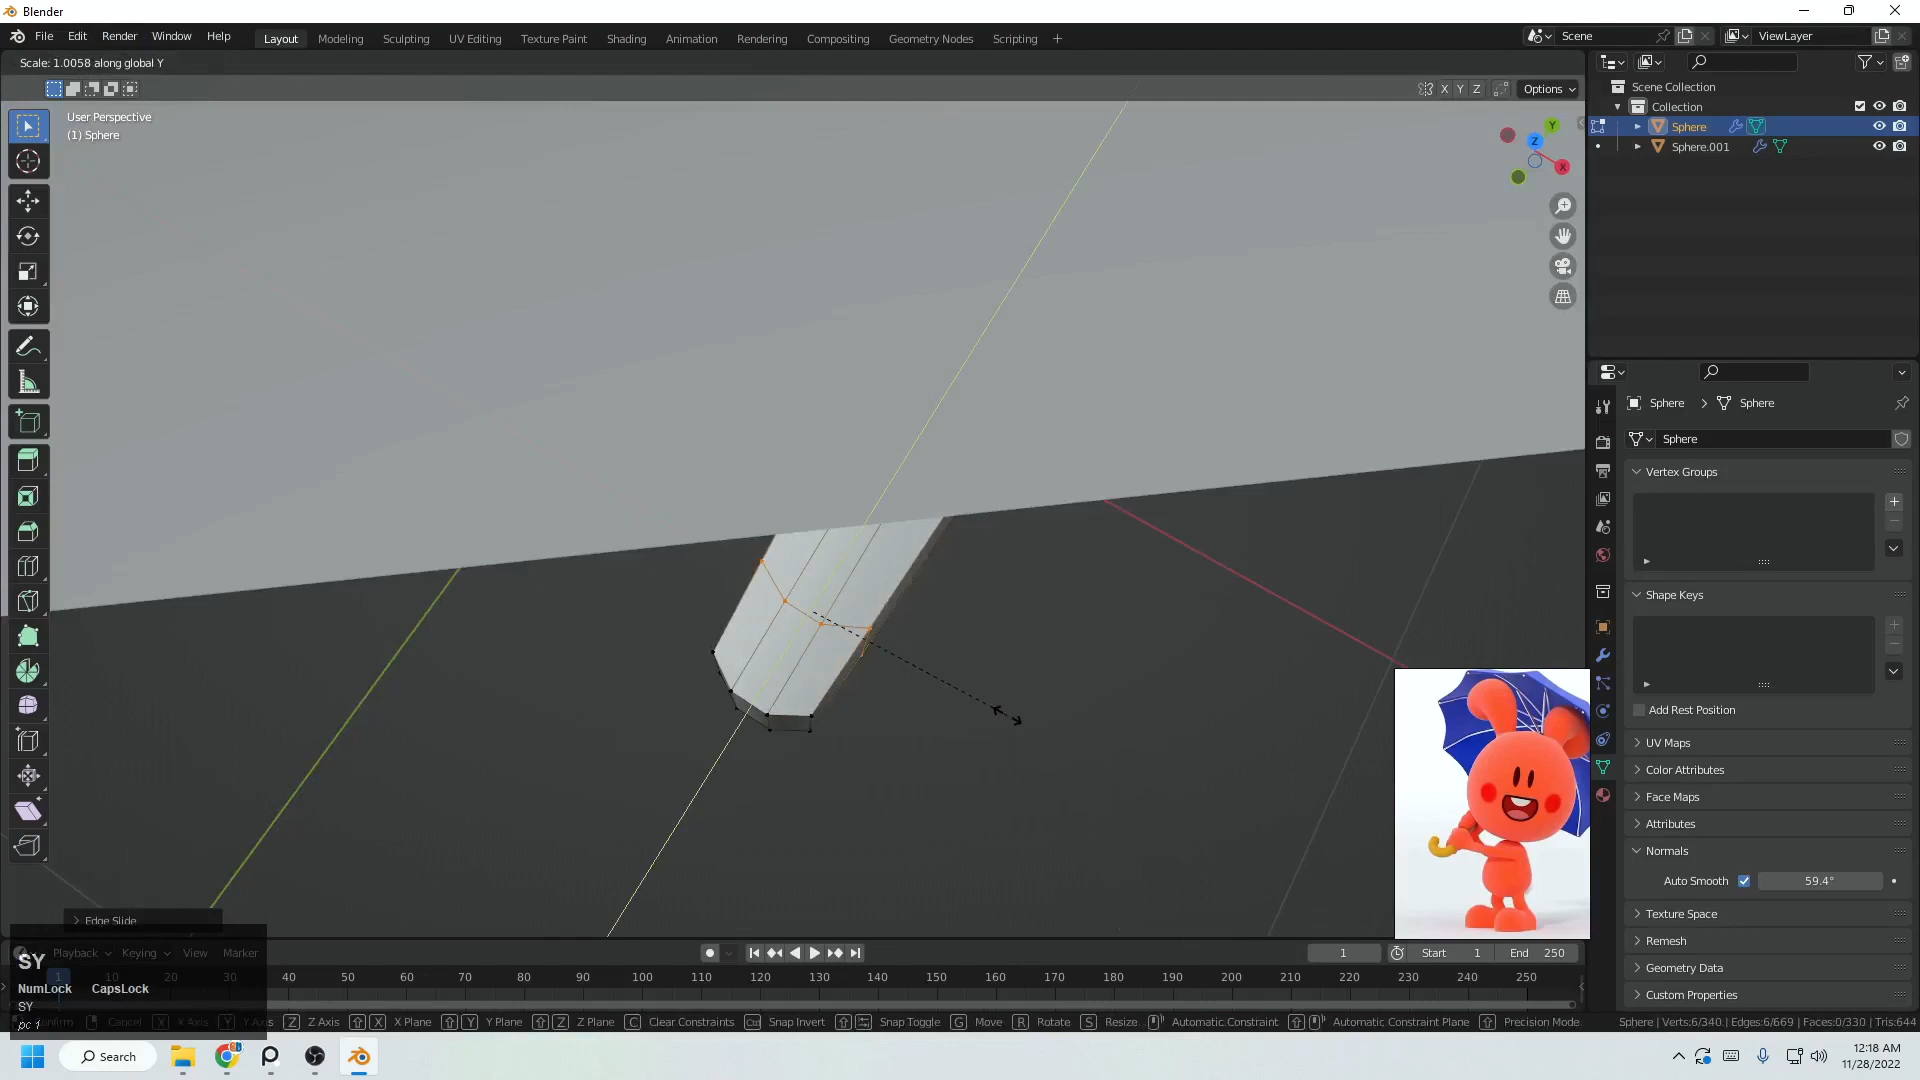 Blender
File Edit Render Window Help
Layout Modeling Sculpting UV Editing Texture Paint Shading Animation Rendering Compositing Geometry Nodes Scripting +
Scene
ViewLayer
Scale: 1.0058 along global Y
X Y Z Options
User Perspective
(1) Sphere
Y
Z
X
Scene Collection
Collection
Sphere
Sphere.001
Sphere > Sphere
Sphere
Vertex Groups
Shape Keys
Add Rest Position
UV Maps
Color Attributes
Face Maps
Attributes
Normals
Auto Smooth 59.4°
Texture Space
Remesh
Geometry Data
Custom Properties
Edge Slide
Playback Keying View Marker
1 Start 1 End 250
1 10 20 30 40 50 60 70 80 90 100 110 120 130 140 150 160 170 180 190 200 210 220 230 240 250
SY
NumLock CapsLock
SY
Confirm Cancel X X Axis Y Y Axis Z Z Axis X X Plane Y Y Plane Z Z Plane C Clear Constraints Ctrl Snap Invert Snap Toggle G Move R Rotate S Resize Automatic Constraint Automatic Constraint Plane Precision Mode
Sphere | Verts:6/340 | Edges:6/669 | Faces:0/330 | Tris:644
Search
12:18 AM
11/28/2022